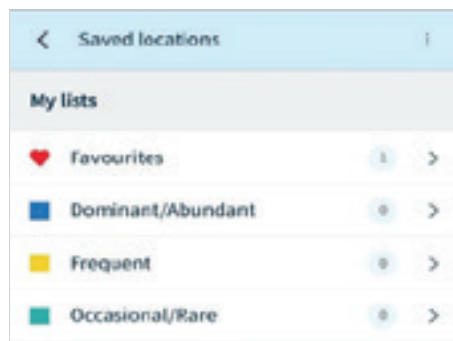 Saved locations
My lists
Favourites 1
Dominant/Abundant 0
Frequent 0
Occasional/Rare 0